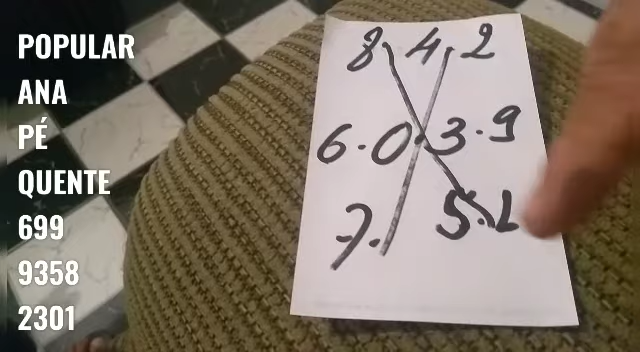 POPULAR
ANA
PÉ
QUENTE
699
9358
2301
8 4 2
6.0 3.9
7. 5.1